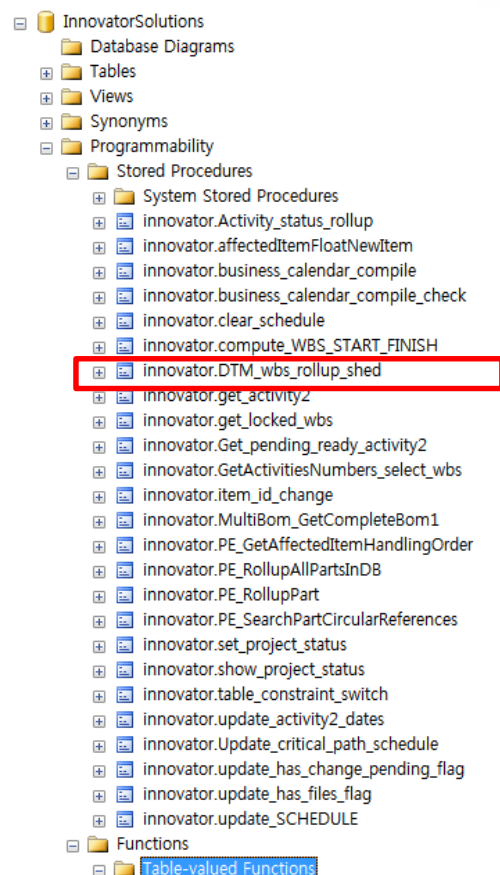 InnovatorSolutions
Database Diagrams
Tables
Views
Synonyms
Programmability
Stored Procedures
System Stored Procedures
innovator.Activity_status_rollup
innovator.affectedItemFloatNewItem
innovator.business_calendar_compile
innovator.business_calendar_compile_check
innovator.clear_schedule
innovator.compute_WBS_START_FINISH
innovator.DTM_wbs_rollup_shed
innovator.get_activity2
innovator.get_locked_wbs
innovator.Get_pending_ready_activity2
innovator.GetActivitiesNumbers_select_wbs
innovator.item_id_change
innovator.MultiBom_GetCompleteBom1
innovator.PE_GetAffectedItemHandlingOrder
innovator.PE_RollupAllPartsInDB
innovator.PE_RollupPart
innovator.PE_SearchPartCircularReferences
innovator.set_project_status
innovator.show_project_status
innovator.table_constraint_switch
innovator.update_activity2_dates
innovator.Update_critical_path_schedule
innovator.update_has_change_pending_flag
innovator.update_has_files_flag
innovator.update_SCHEDULE
Functions
Table-valued Functions